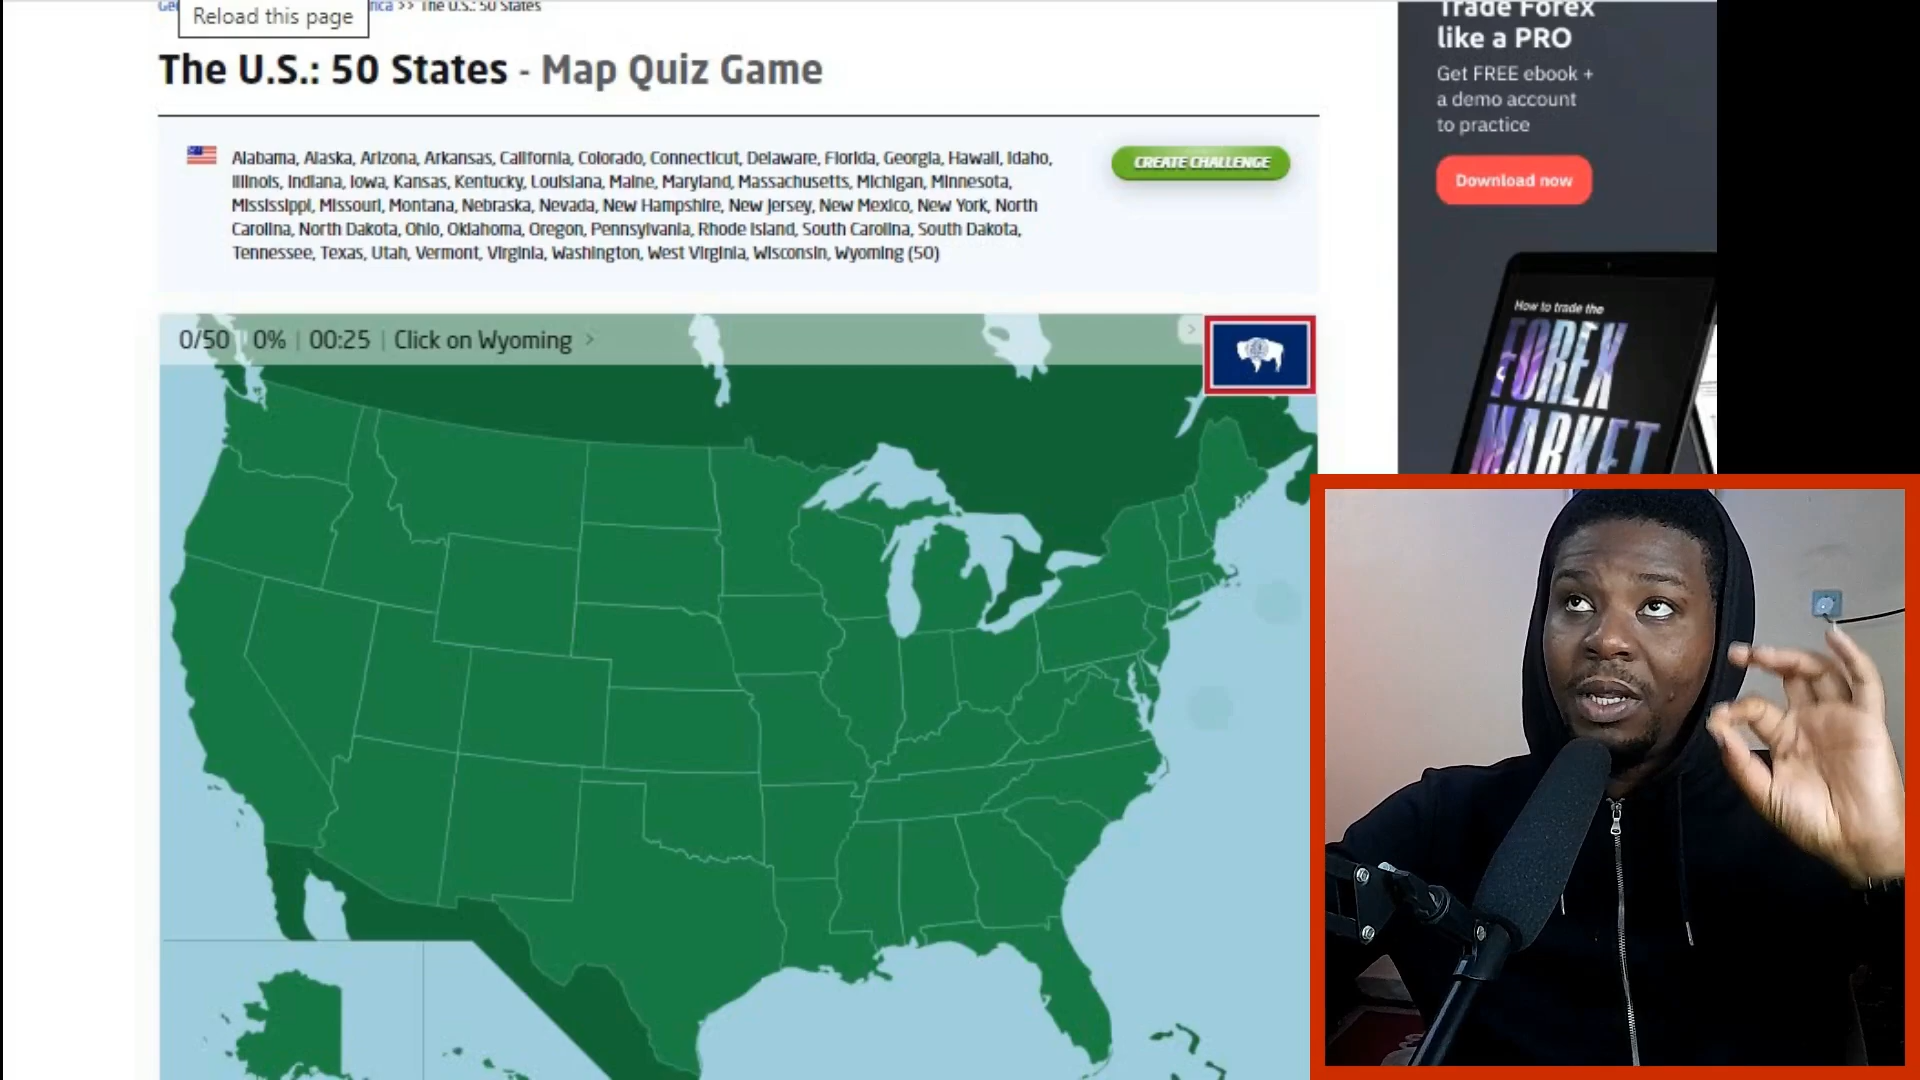 Reload this page
>> The U.S.: 50 States
The U.S.: 50 States - Map Quiz Game
Alabama, Alaska, Arizona, Arkansas, California, Colorado, Connecticut, Delaware, Florida, Georgia, Hawaii, Idaho,
Illinois, Indiana, Iowa, Kansas, Kentucky, Louisiana, Maine, Maryland, Massachusetts, Michigan, Minnesota,
Mississippi, Missouri, Montana, Nebraska, Nevada, New Hampshire, New Jersey, New Mexico, New York, North
Carolina, North Dakota, Ohio, Oklahoma, Oregon, Pennsylvania, Rhode Island, South Carolina, South Dakota,
Tennessee, Texas, Utah, Vermont, Virginia, Washington, West Virginia, Wisconsin, Wyoming (50)
CREATE CHALLENGE
0/50 | 0% | 00:25 | Click on Wyoming >
Trade Forex
like a PRO
Get FREE ebook +
a demo account
to practice
Download now
How to trade the
FOREX
MARKET